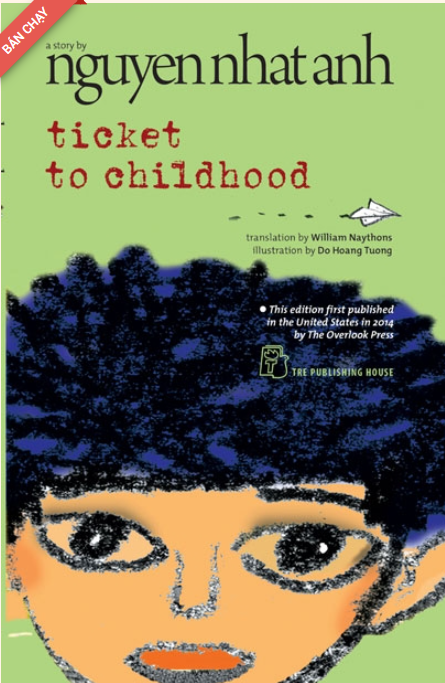 BÁN CHẠY
a story by
nguyen nhat anh
ticket
to childhood
translation by William Naythons
illustration by Do Hoang Tuong
This edition first published
in the United States in 2014
by The Overlook Press
TRE PUBLISHING HOUSE